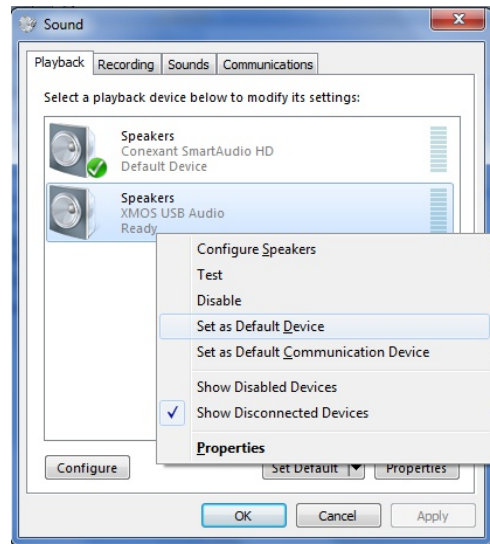 Sound
Playback Recording Sounds Communications
Select a playback device below to modify its settings:
Speakers
Conexant SmartAudio HD
Default Device
Speakers
XMOS USB Audio
Ready
Configure Speakers
Test
Disable
Set as Default Device
Set as Default Communication Device
Show Disabled Devices
Show Disconnected Devices
Properties
Configure Set Default Properties
OK Cancel Apply